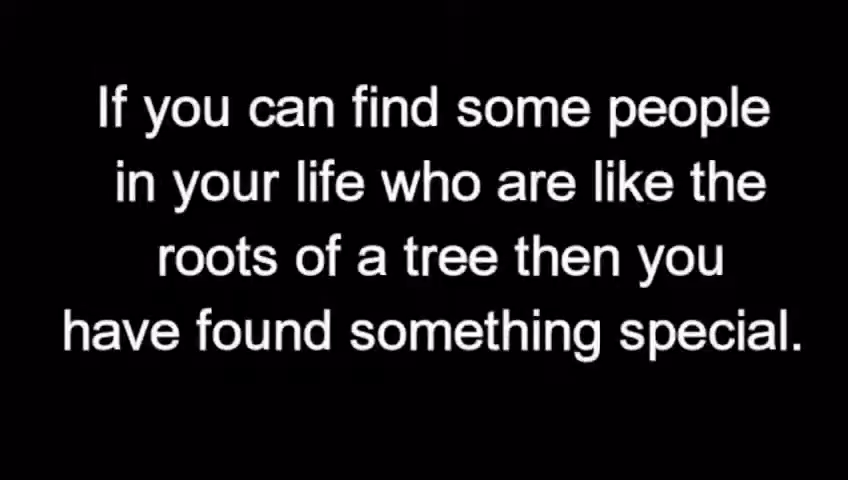 If you can find some people
in your life who are like the
roots of a tree then you
have found something special.